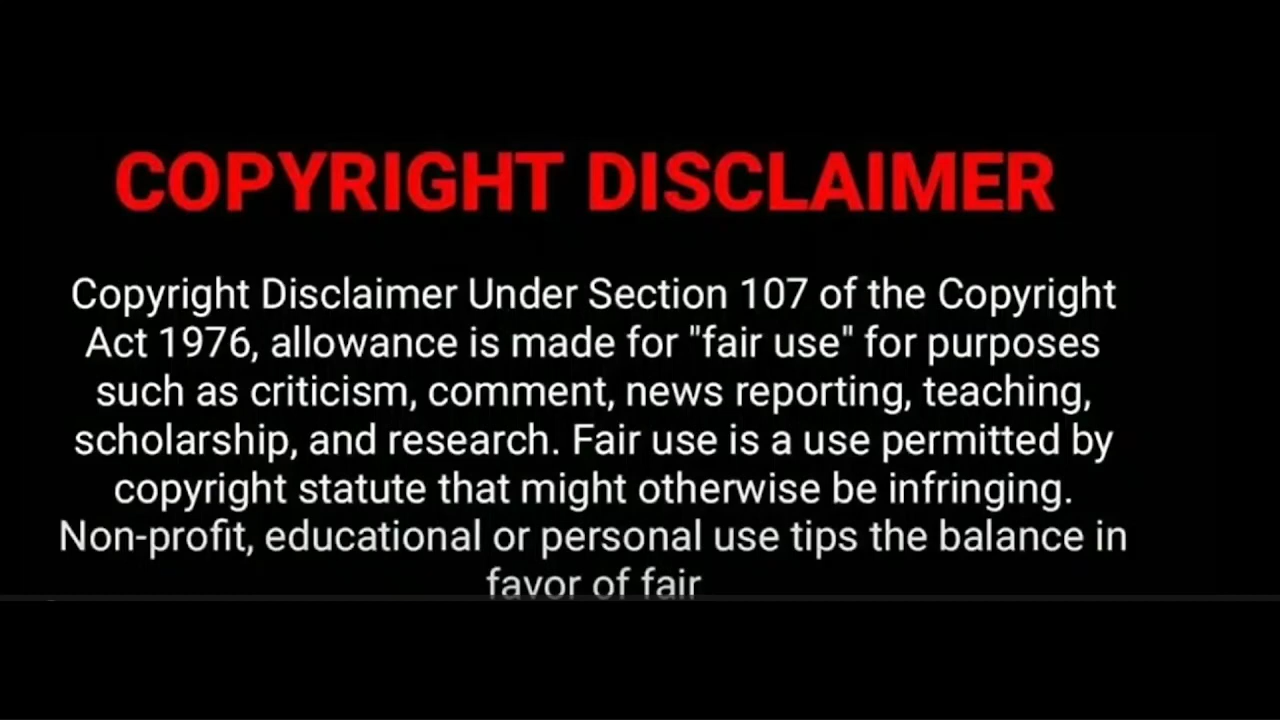 COPYRIGHT DISCLAIMER
Copyright Disclaimer Under Section 107 of the Copyright
Act 1976, allowance is made for "fair use" for purposes
such as criticism, comment, news reporting, teaching,
scholarship, and research. Fair use is a use permitted by
copyright statute that might otherwise be infringing.
Non-profit, educational or personal use tips the balance in
favor of fair